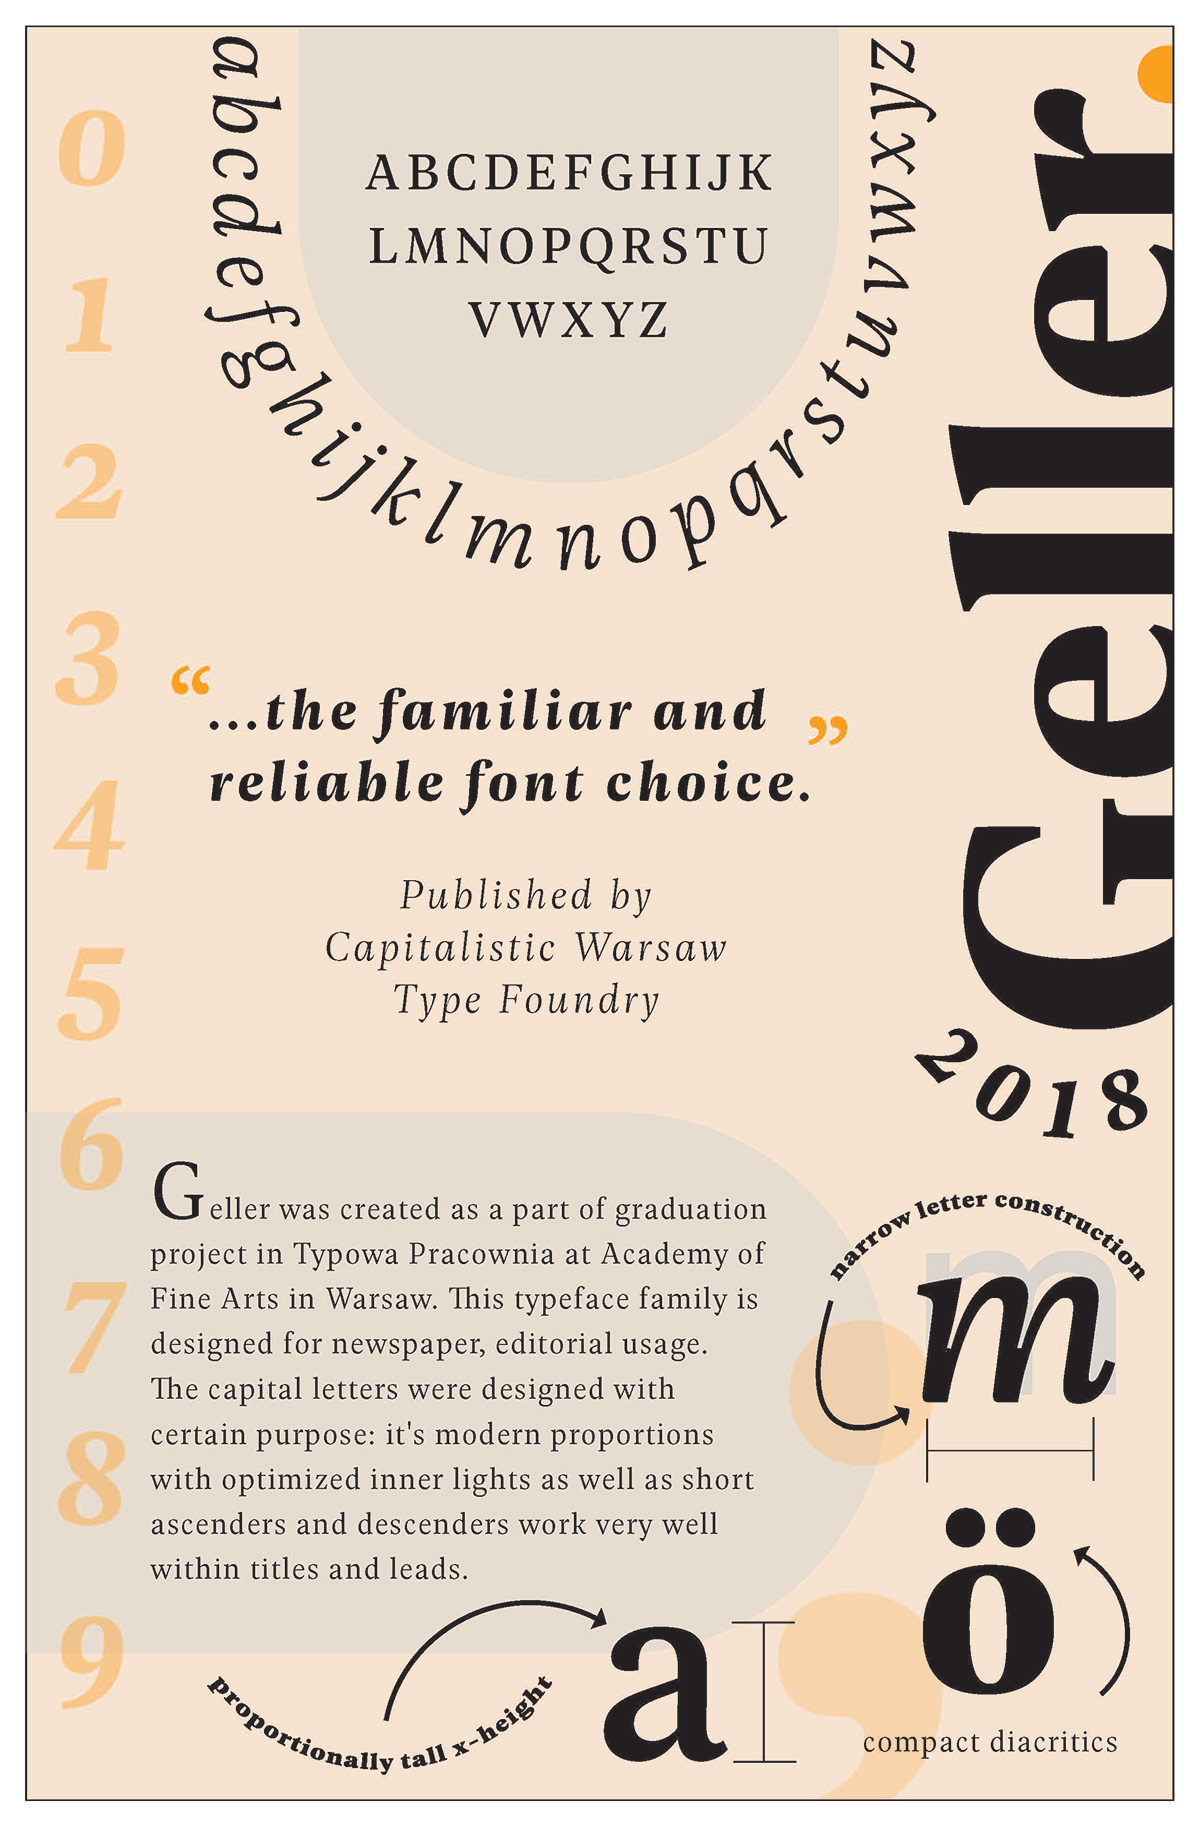 abcdefghijklmnopqrstuvwxyz
ABCDEFGHIJK
LMNOPQRSTU
VWXYZ
Geller.
0
1
2
3
4
5
6
7
8
9
“...the familiar and
reliable font choice.”
Published by
Capitalistic Warsaw
Type Foundry
2018
Geller was created as a part of graduation
project in Typowa Pracownia at Academy of
Fine Arts in Warsaw. This typeface family is
designed for newspaper, editorial usage.
The capital letters were designed with
certain purpose: it's modern proportions
with optimized inner lights as well as short
ascenders and descenders work very well
within titles and leads.
narrow letter construction
m
m
ö
compact diacritics
proportionally tall x-height
a